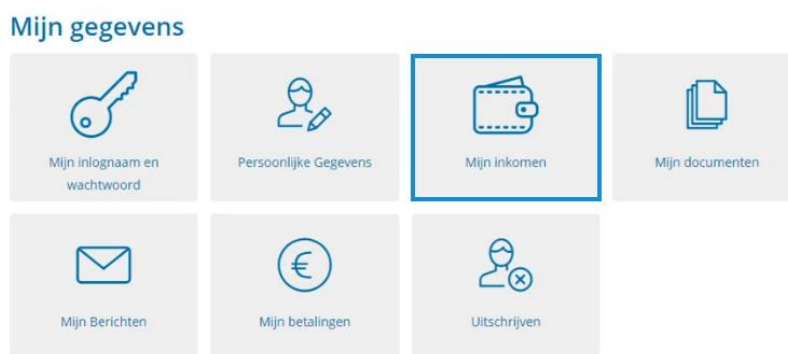 Mijn gegevens
Mijn inlognaam en
wachtwoord
Persoonlijke Gegevens
Mijn inkomen
Mijn documenten
Mijn Berichten
Mijn betalingen
Uitschrijven